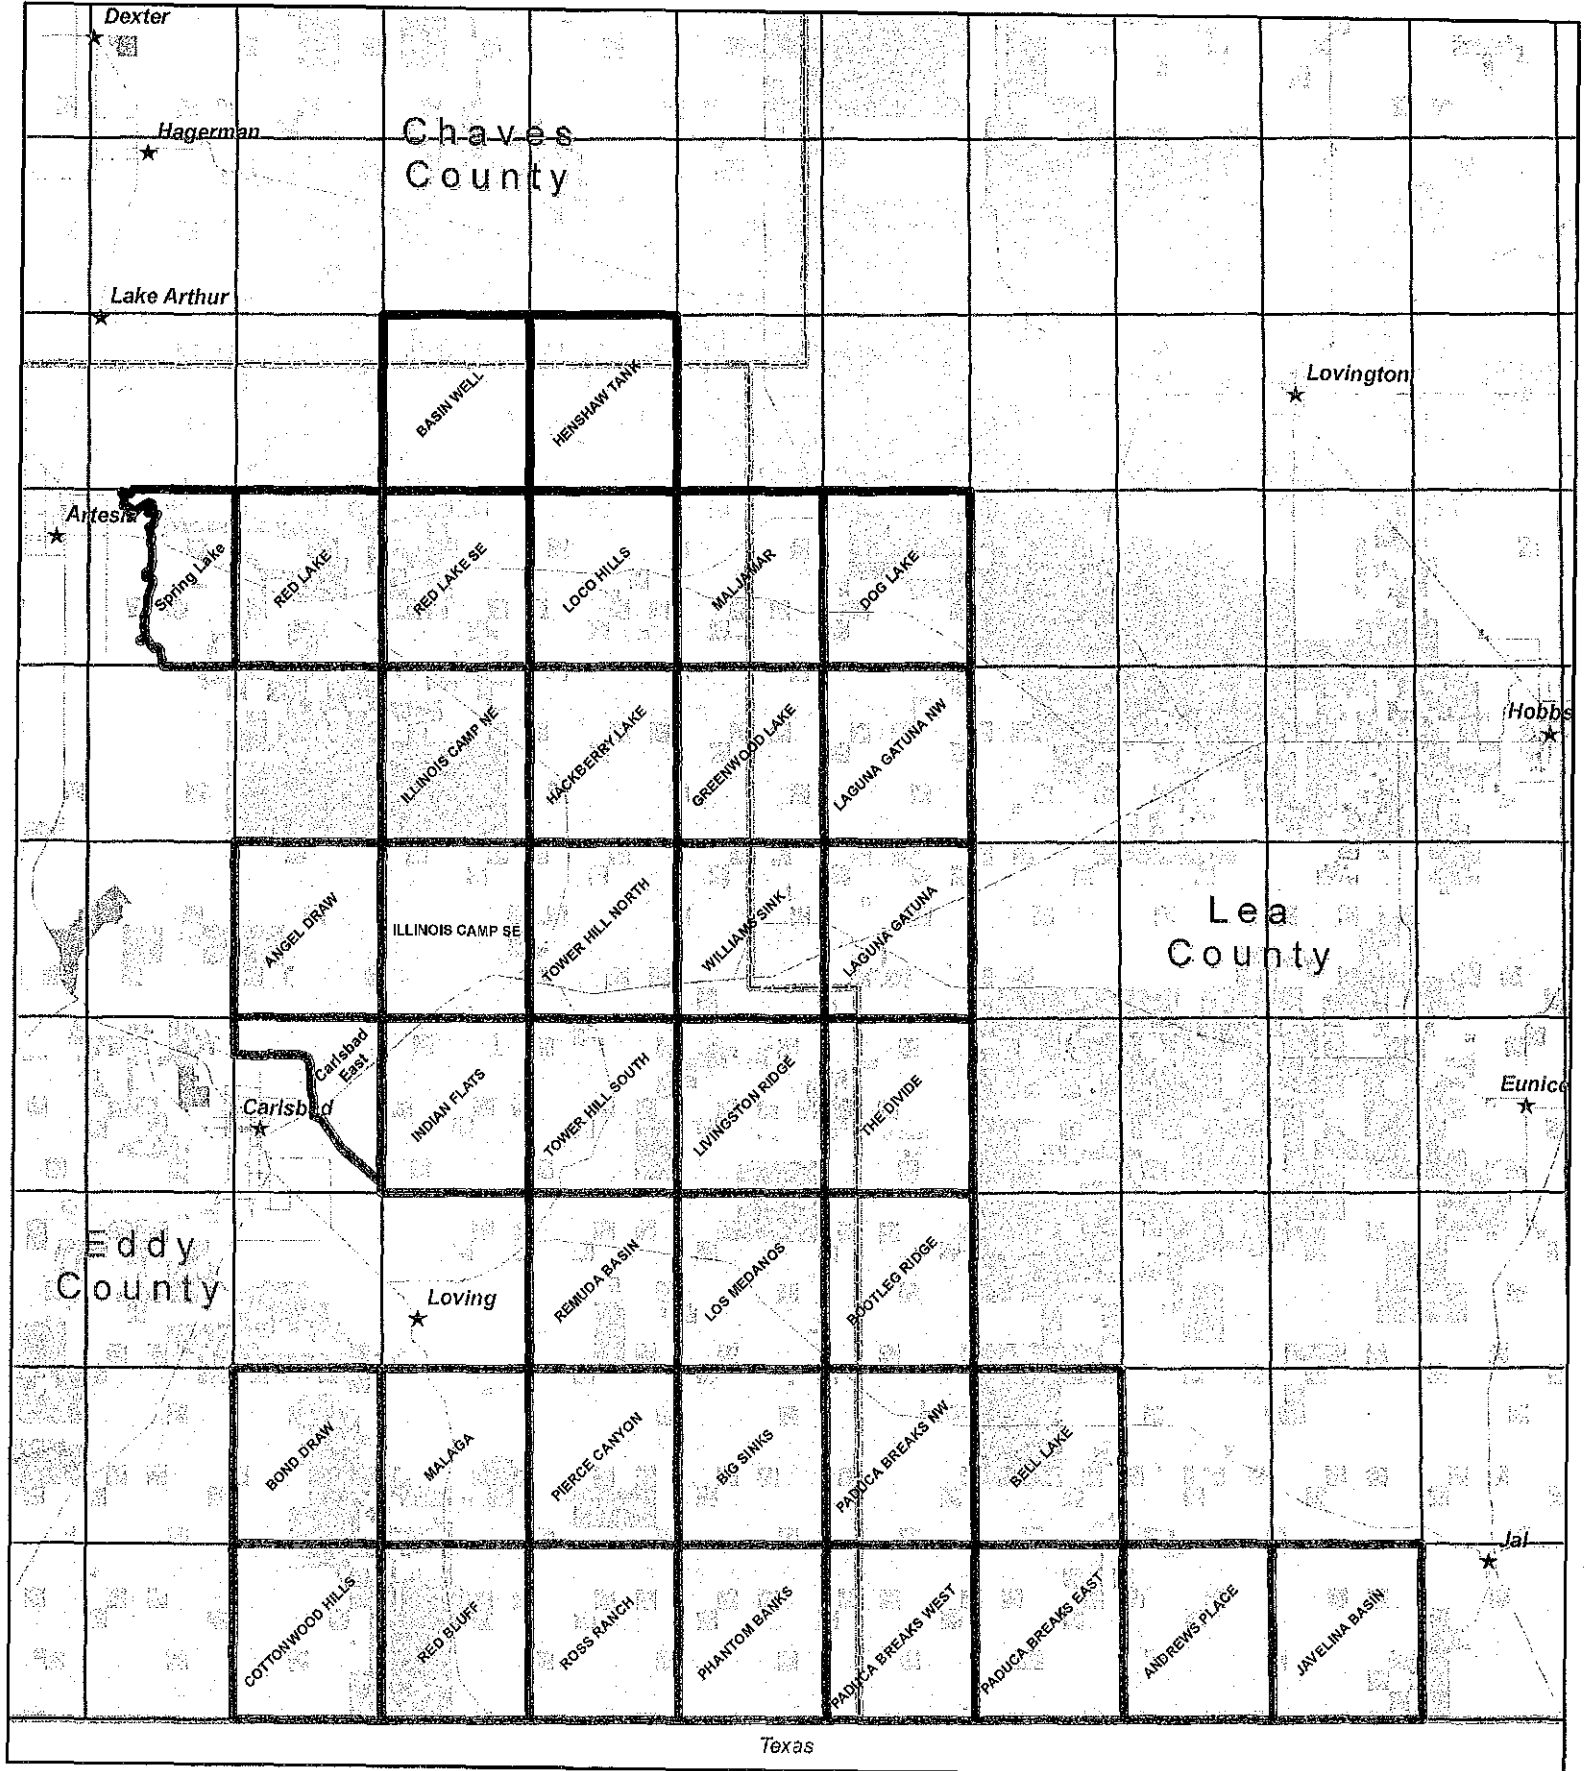 Dexter
Hagerman
Chaves
County
Lake Arthur
Lovington
BASIN WELL
HENSHAW TANK
Artesia
Spring Lake
RED LAKE
RED LAKE SE
LOCO HILLS
MALJAMAR
DOG LAKE
ILLINOIS CAMP NE
HACKBERRY LAKE
GREENWOOD LAKE
LAGUNA GATUNA NW
Hobbs
ANGEL DRAW
ILLINOIS CAMP SE
TOWER HILL NORTH
WILLIAMS SINK
LAGUNA GATUNA
Lea
County
Carlsbad
East
Carlsbad
INDIAN FLATS
TOWER HILL SOUTH
LIVINGSTON RIDGE
THE DIVIDE
Eunice
Eddy
County
Loving
REMUDA BASIN
LOS MEDANOS
BOOTLEG RIDGE
BOND DRAW
MALAGA
PIERCE CANYON
BIG SINKS
PADUCA BREAKS NW
BELL LAKE
Jal
COTTONWOOD HILLS
RED BLUFF
ROSS RANCH
PHANTOM BANKS
PADUCA BREAKS WEST
PADUCA BREAKS EAST
ANDREWS PLACE
JAVELINA BASIN
Texas